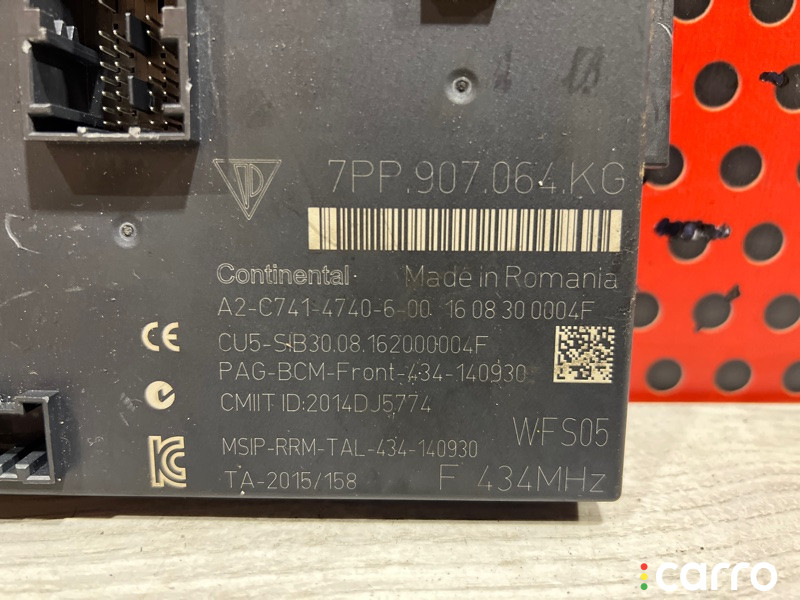 7PP.907.064.KG
Continental Made in Romania
A2-C741-4740-6-00 16 08 30 0004F
CU5-SIB30.08.162000004F
PAG-BCM-Front-434-140930
CMIIT ID:2014DJ5774
WFS05
MSIP-RRM-TAL-434-140930
TA-2015/158
F 434MHz
carro